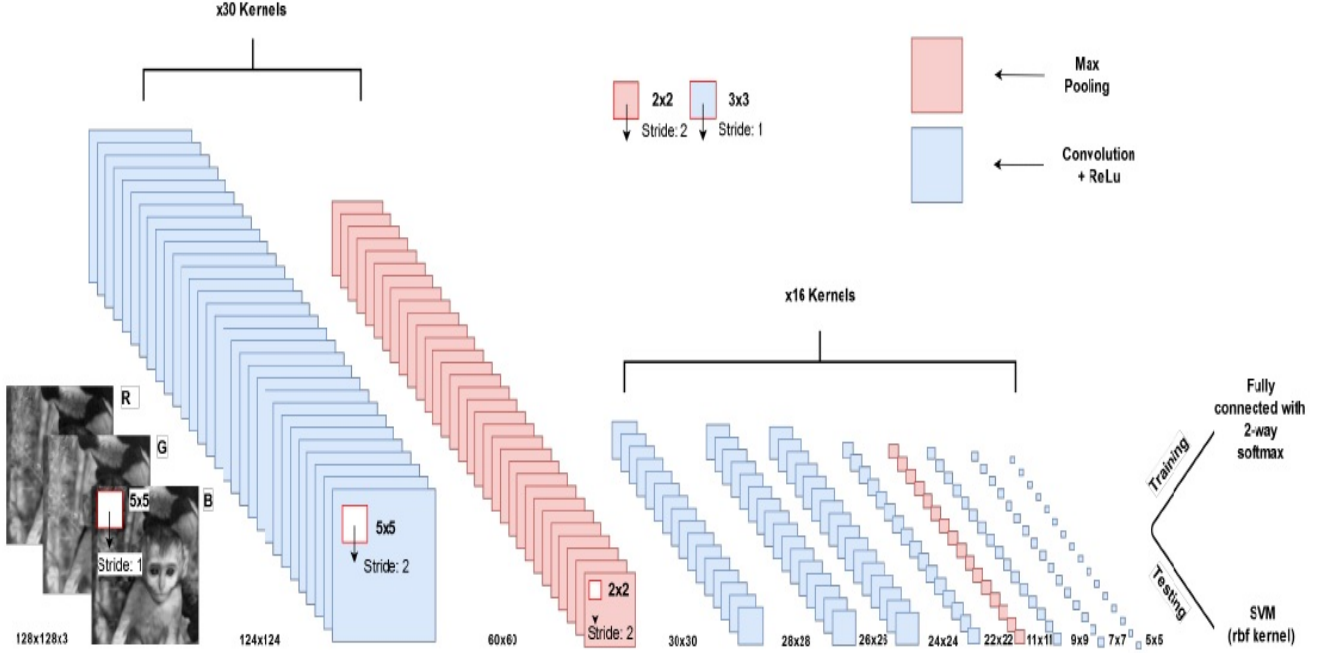 x30 Kernels
2x2
Stride: 2
3x3
Stride: 1
Max
Pooling
Convolution
+ ReLu
x16 Kernels
R
G
B
5x5
Stride: 1
5x5
Stride: 2
2x2
Stride: 2
Training
Testing
Fully
connected with
2-way
softmax
SVM
(rbf kernel)
128x128x3
124x124
60x60
30x30
28x28
26x26
24x24
22x22
11x11
9x9
7x7
5x5